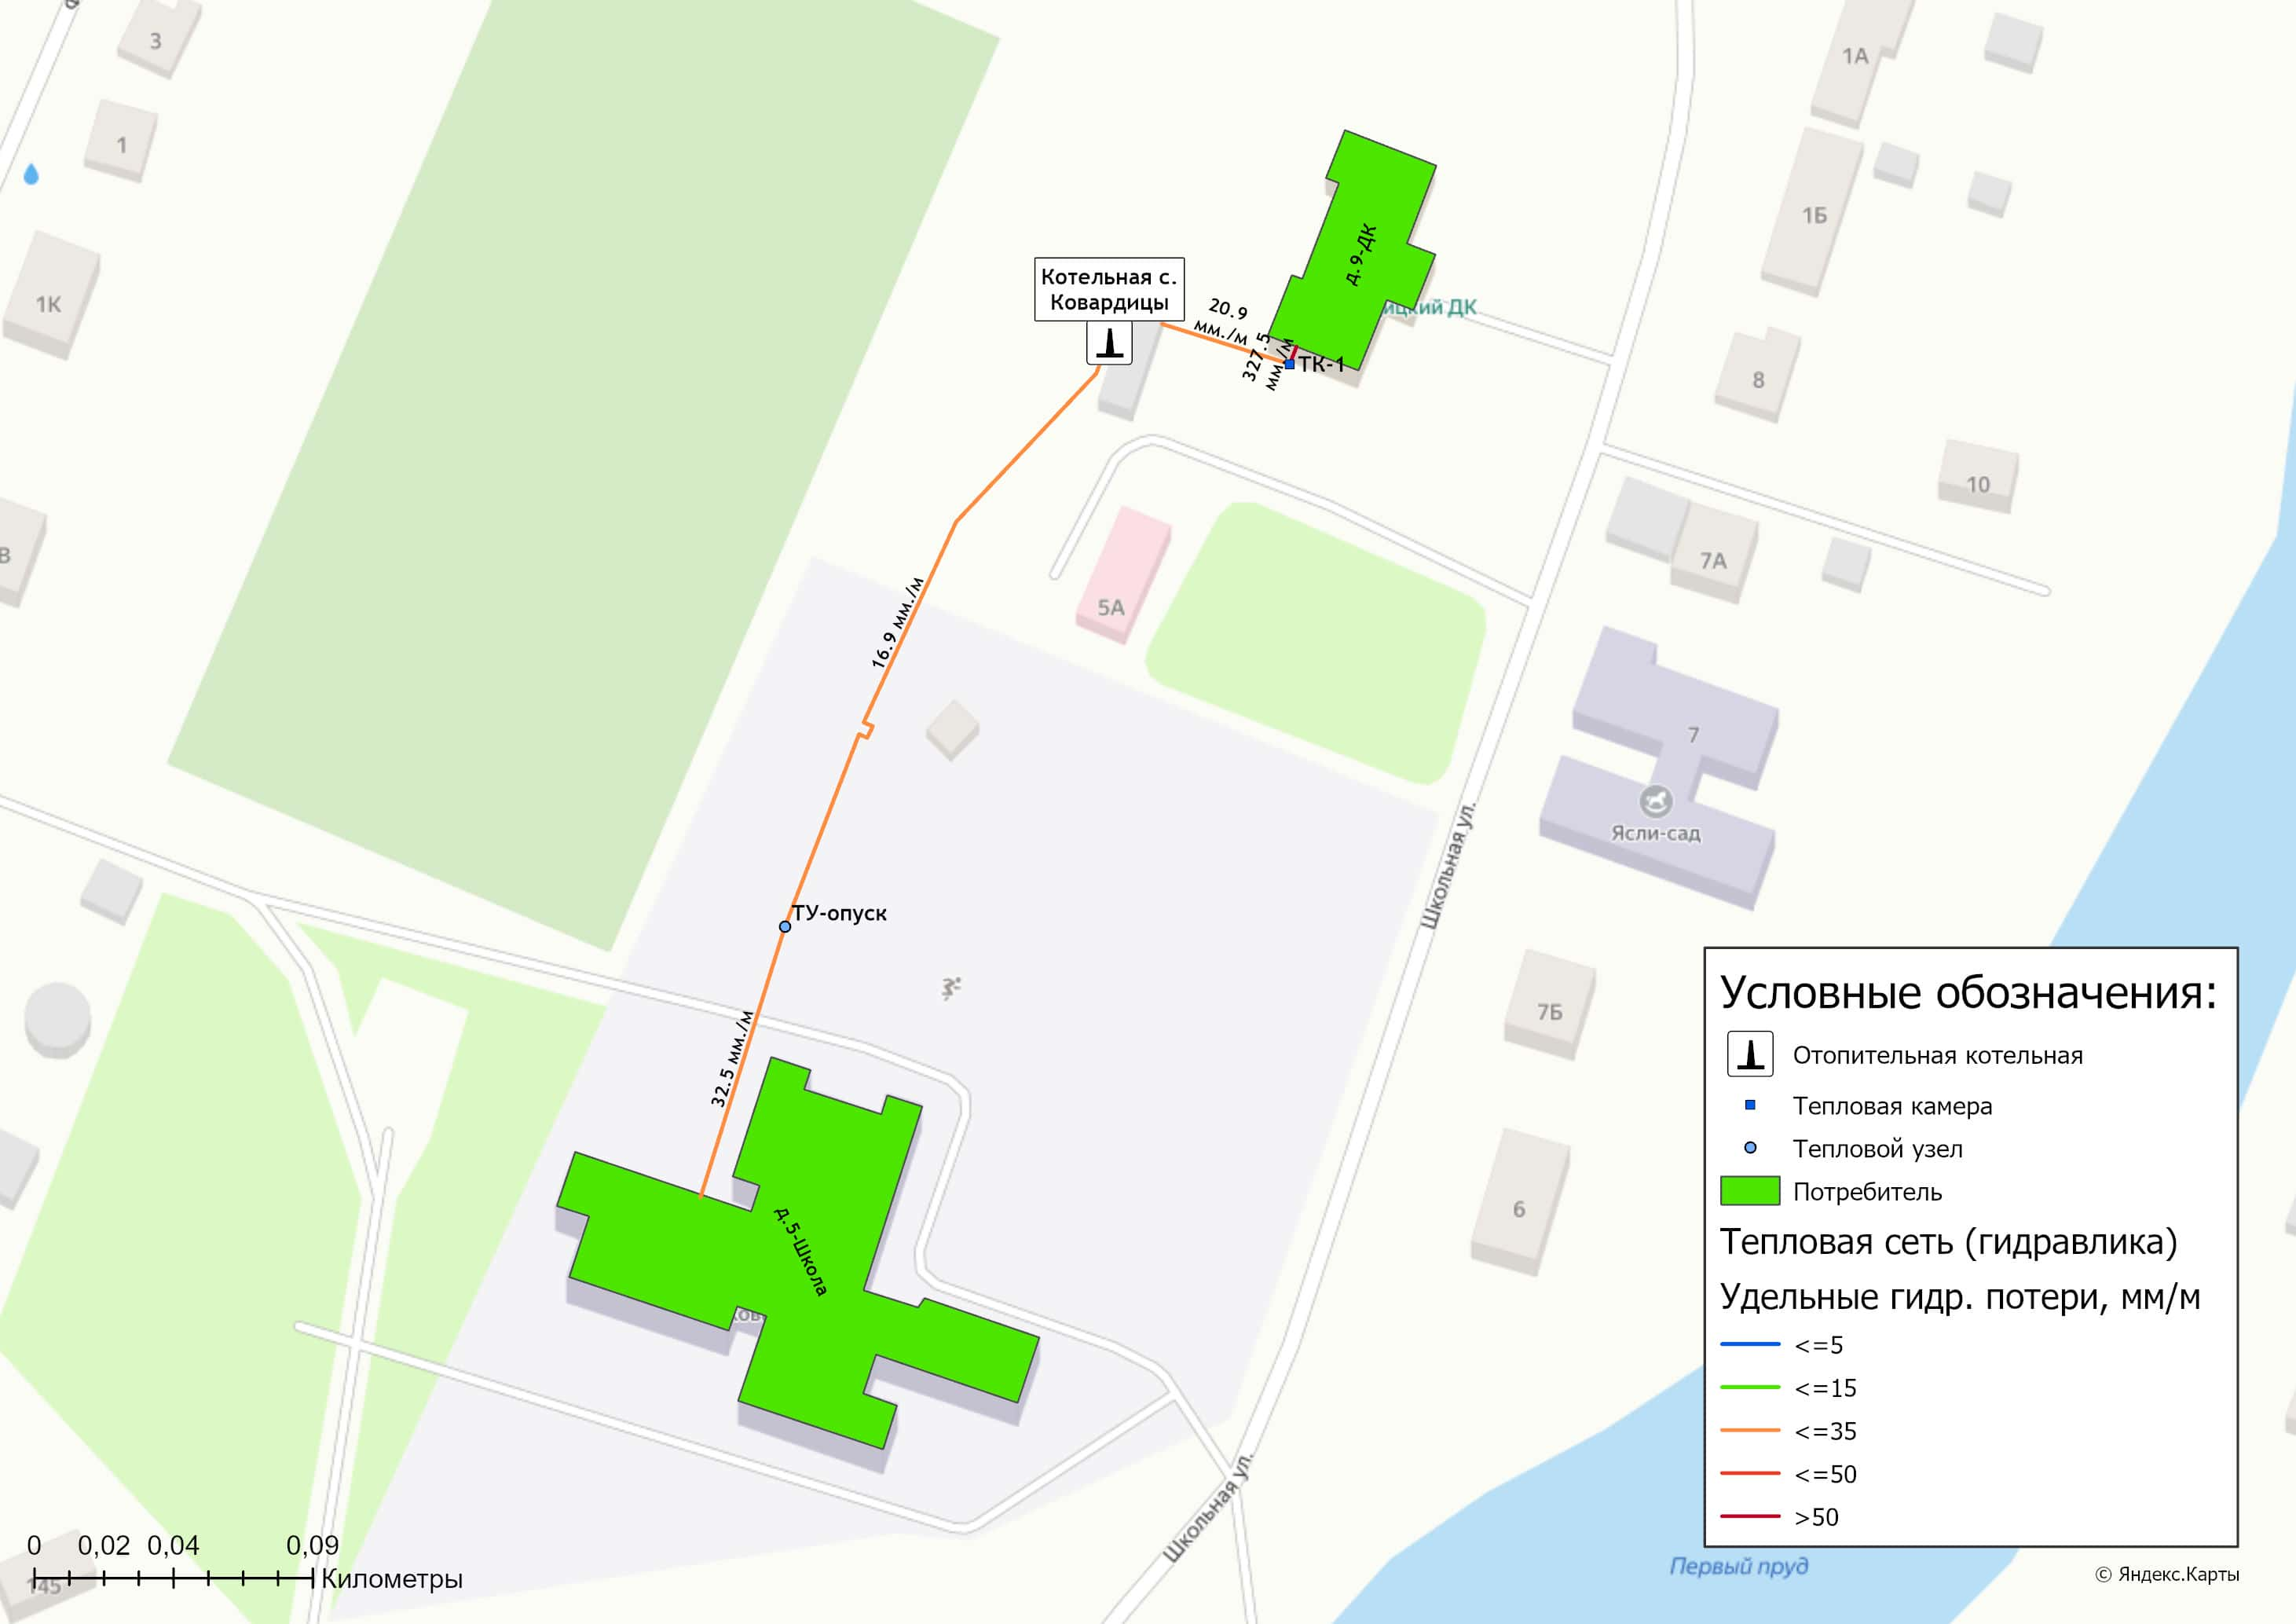 3
1А
1
1Б
1К
д.9-ДК
Котельная с.
Ковардицы
20.9
мм./м
ицкий ДК
327.5
мм./м
ТК-1
8
10
В
7А
5А
16.9 мм./м
7
Ясли-сад
Школьная ул.
ТУ-опуск
7Б
32.5 мм./м
6
д.5-Школа
ков
Школьная ул.
145
Первый пруд
Условные обозначения:
Отопительная котельная
Тепловая камера
Тепловой узел
Потребитель
Тепловая сеть (гидравлика)
Удельные гидр. потери, мм/м
<=5
<=15
<=35
<=50
>50
0 0,02 0,04 0,09
Километры
© Яндекс.Карты